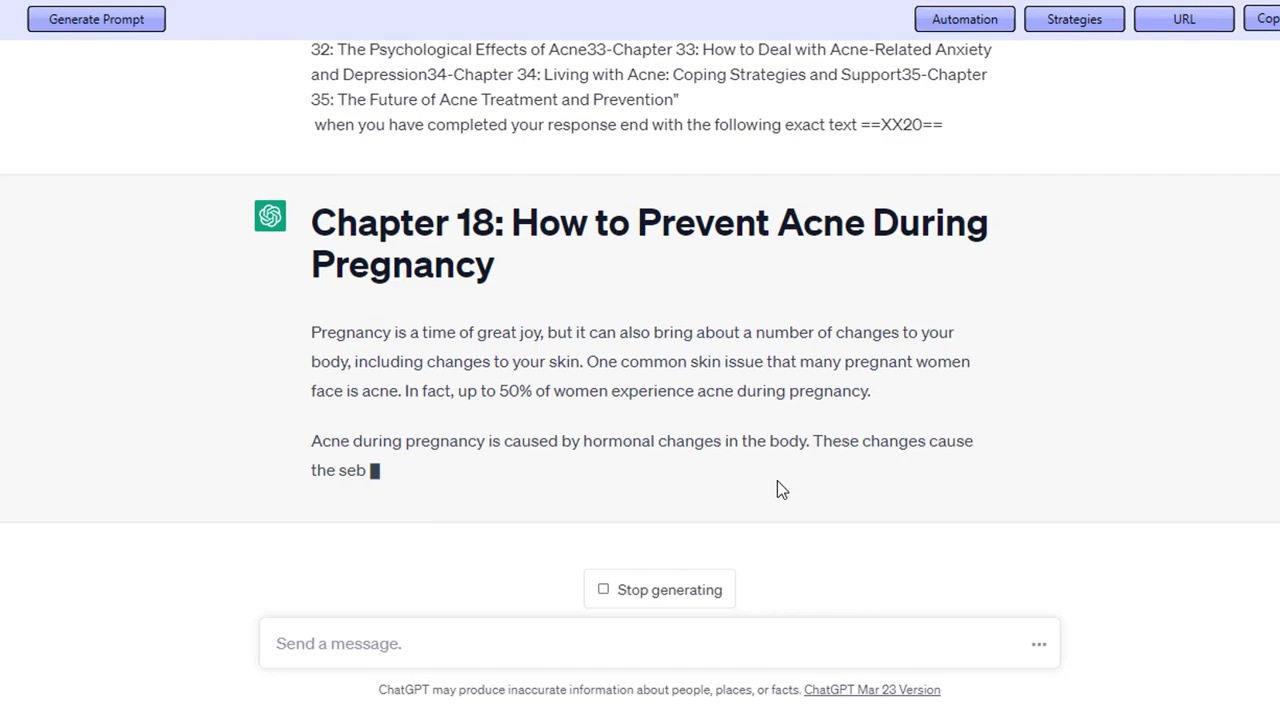 Generate Prompt
Automation
Strategies
URL
Cop
32: The Psychological Effects of Acne33-Chapter 33: How to Deal with Acne-Related Anxiety
and Depression34-Chapter 34: Living with Acne: Coping Strategies and Support35-Chapter
35: The Future of Acne Treatment and Prevention"
when you have completed your response end with the following exact text ==XX20==
Chapter 18: How to Prevent Acne During
Pregnancy
Pregnancy is a time of great joy, but it can also bring about a number of changes to your
body, including changes to your skin. One common skin issue that many pregnant women
face is acne. In fact, up to 50% of women experience acne during pregnancy.
Acne during pregnancy is caused by hormonal changes in the body. These changes cause
the seb
Stop generating
Send a message.
ChatGPT may produce inaccurate information about people, places, or facts. ChatGPT Mar 23 Version